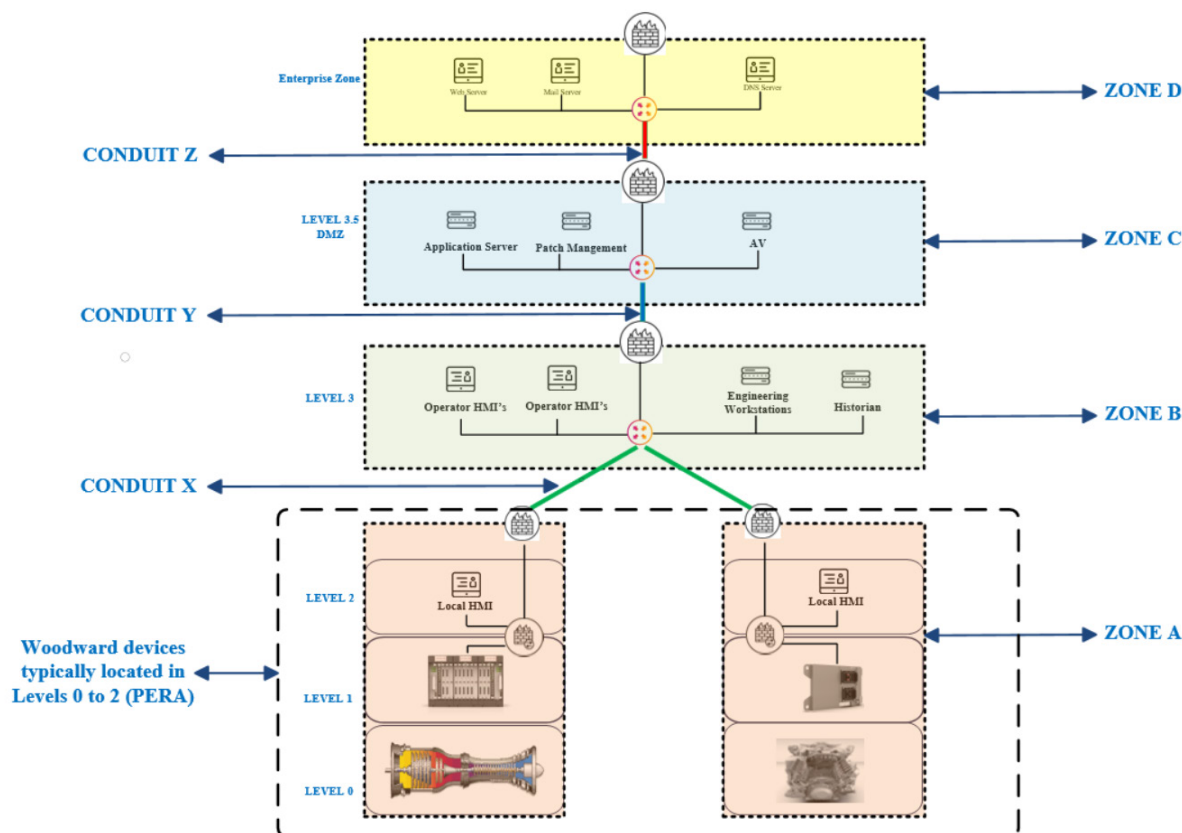 Enterprise Zone
Web Server
Mail Server
DNS Server
ZONE D
CONDUIT Z
LEVEL 3.5
DMZ
Application Server
Patch Mangement
AV
ZONE C
CONDUIT Y
LEVEL 3
Operator HMI's
Operator HMI's
Engineering
Workstations
Historian
ZONE B
CONDUIT X
LEVEL 2
Local HMI
Local HMI
Woodward devices
typically located in
Levels 0 to 2 (PERA)
ZONE A
LEVEL 1
LEVEL 0